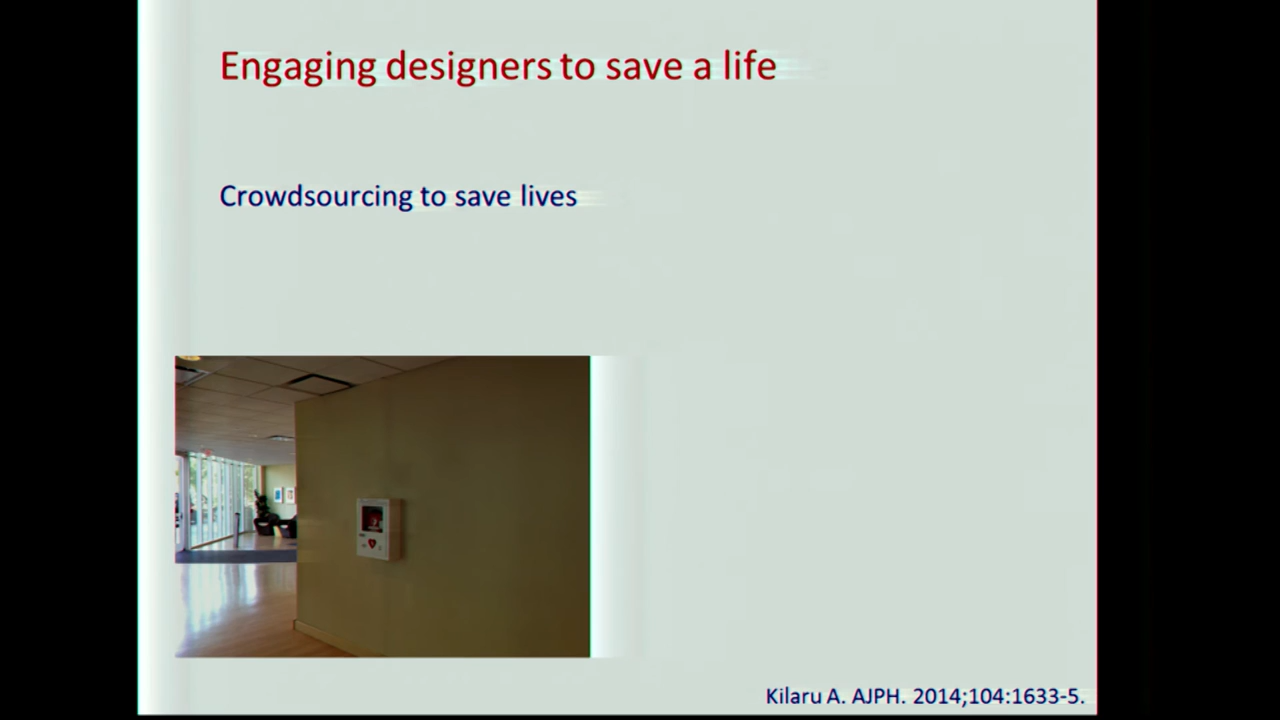 Engaging designers to save a life
Crowdsourcing to save lives
Kilaru A. AJPH. 2014;104:1633-5.